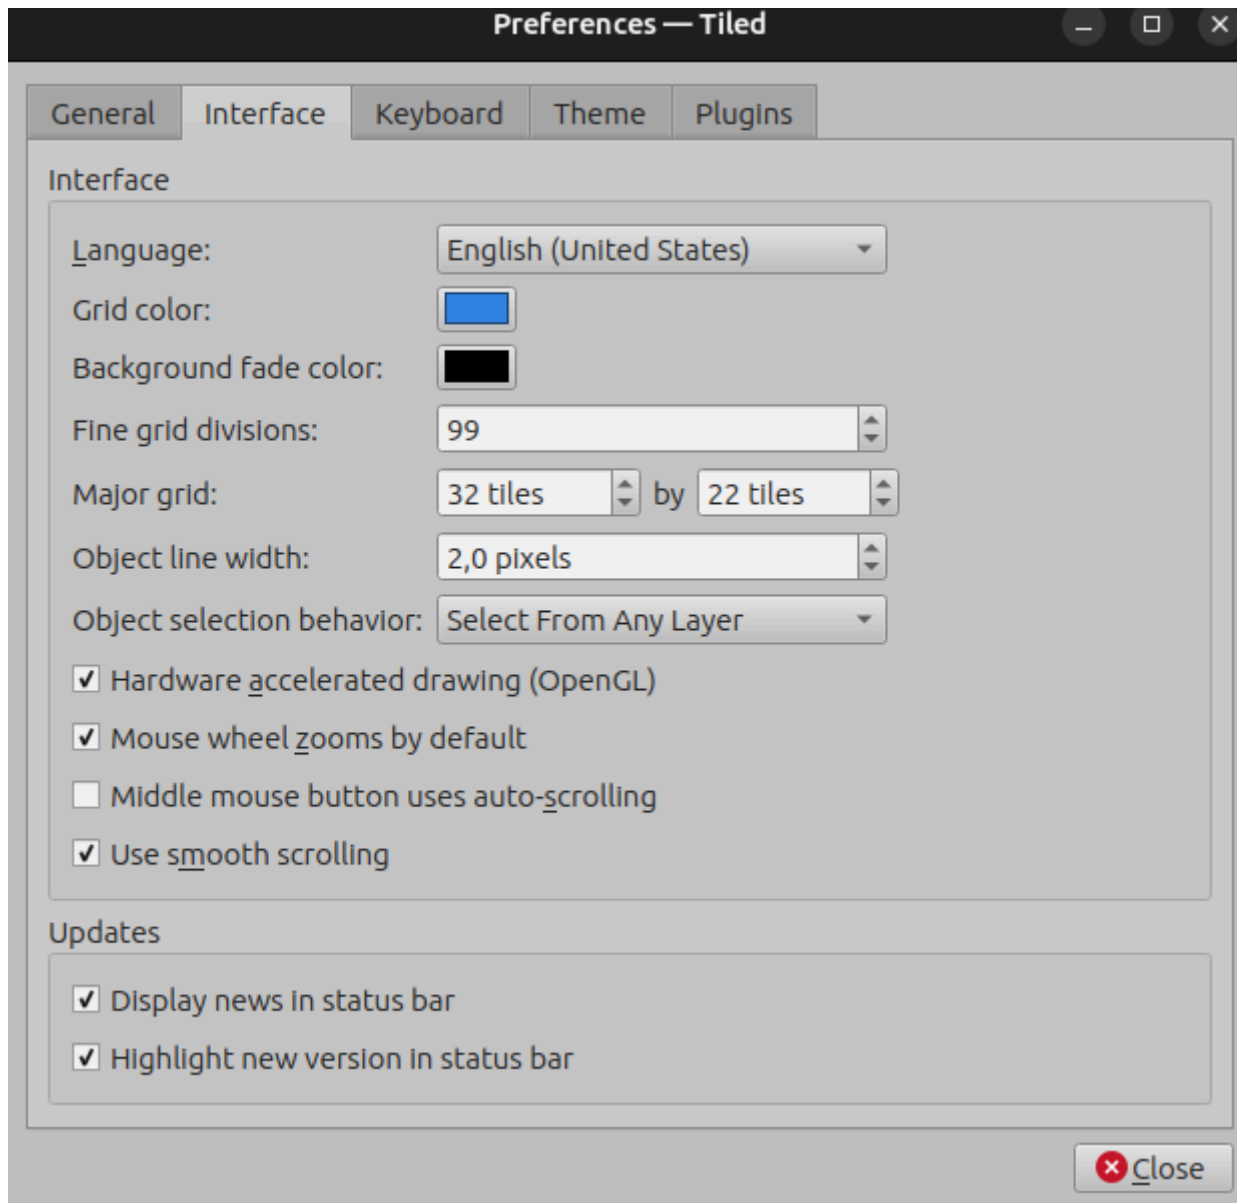 Preferences — Tiled
General Interface Keyboard Theme Plugins
Interface
Language: English (United States)
Grid color:
Background fade color:
Fine grid divisions: 99
Major grid: 32 tiles by 22 tiles
Object line width: 2,0 pixels
Object selection behavior: Select From Any Layer
Hardware accelerated drawing (OpenGL)
Mouse wheel zooms by default
Middle mouse button uses auto-scrolling
Use smooth scrolling
Updates
Display news in status bar
Highlight new version in status bar
Close